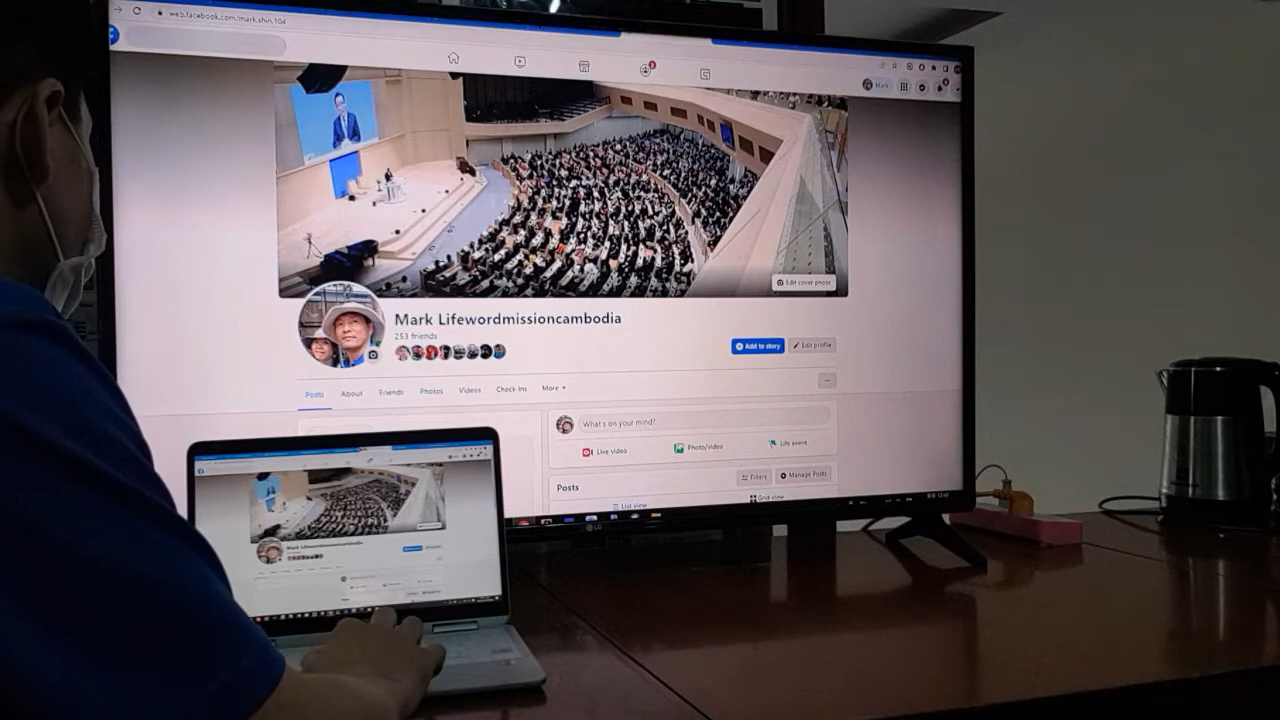 web.facebook.com/mark.shin.104
Mark
Edit cover photo
Mark Lifewordmissioncambodia
253 friends
Add to story
Edit profile
Posts About Friends Photos Videos Check-Ins More
What's on your mind?
Live video Photo/video Life event
Posts
Filters Manage Posts
List view Grid view
LG
Mark Lifewordmissioncambodia